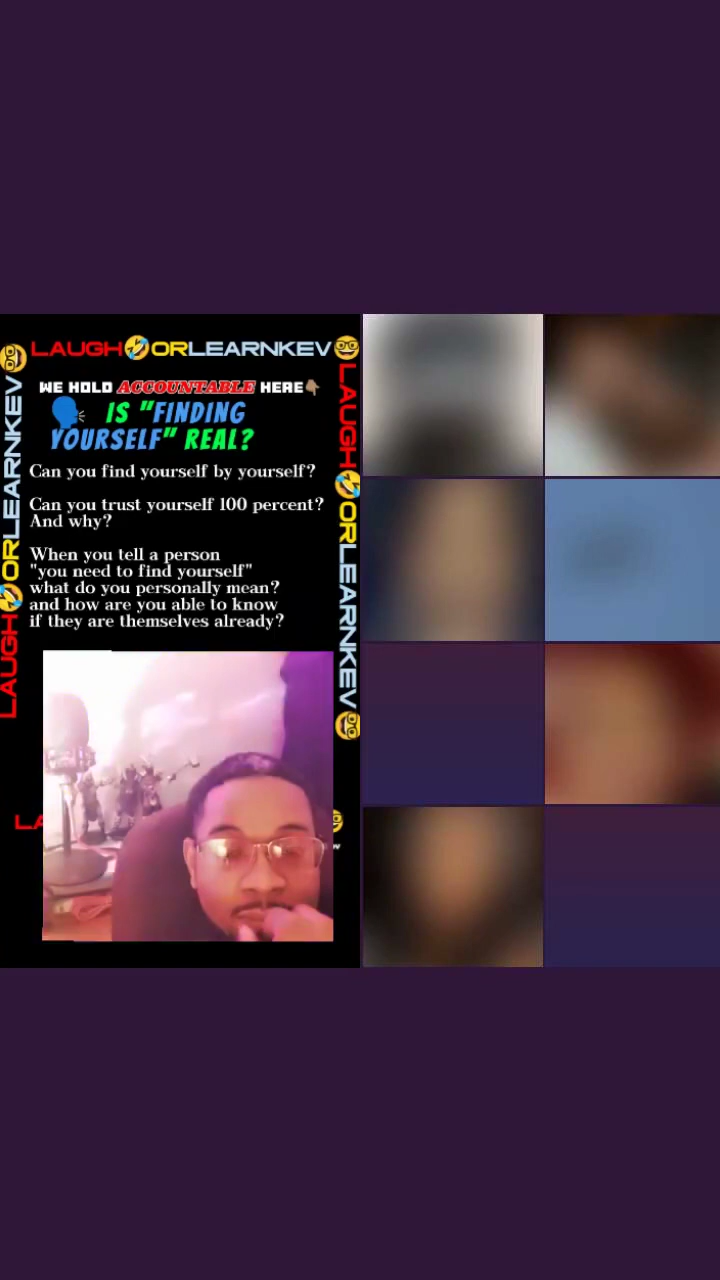 LAUGH🤣ORLEARNKEV🤓
WE HOLD ACCOUNTABLE HERE👇🏽
🗣 IS "FINDING
YOURSELF" REAL?
Can you find yourself by yourself?
Can you trust yourself 100 percent?
And why?
When you tell a person
"you need to find yourself"
what do you personally mean?
and how are you able to know
if they are themselves already?
LAUGH🤣ORLEARNKEV🤓
LAUGH🤣ORLEARNKEV🤓
LA